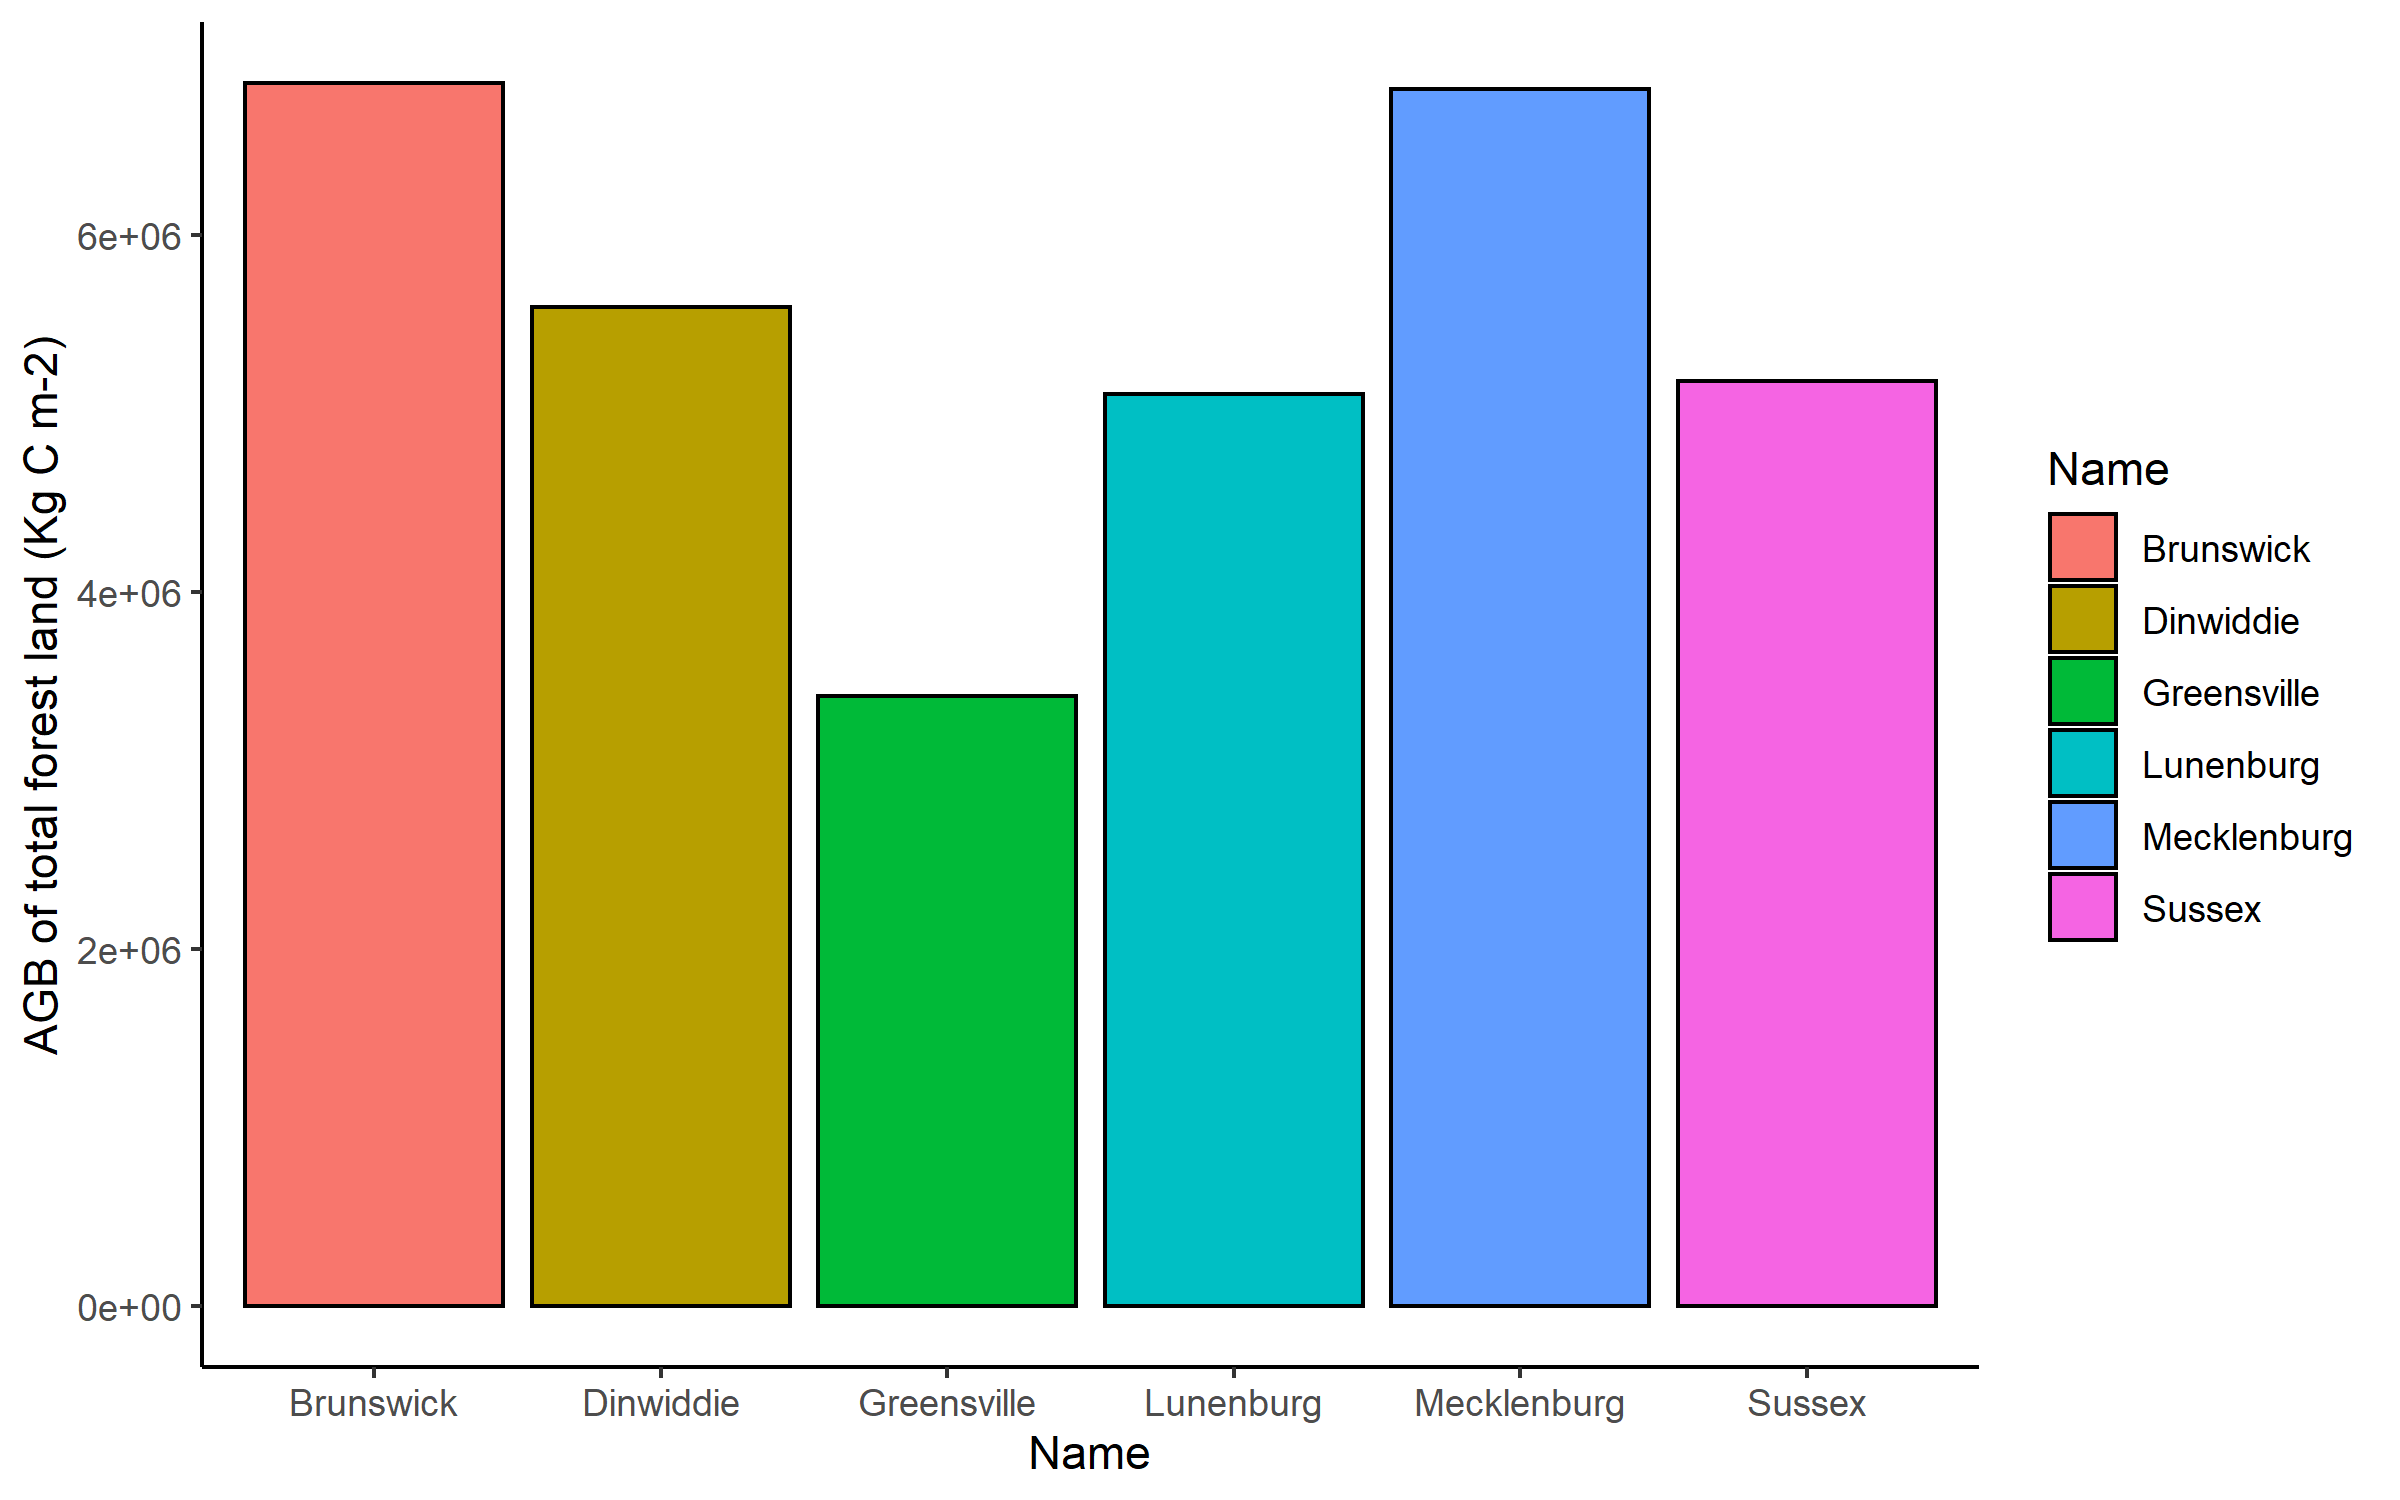 AGB of total forest land (Kg C m-2)
6e+06
4e+06
2e+06
0e+00
Brunswick
Dinwiddie
Greensville
Lunenburg
Mecklenburg
Sussex
Name
Name
Brunswick
Dinwiddie
Greensville
Lunenburg
Mecklenburg
Sussex